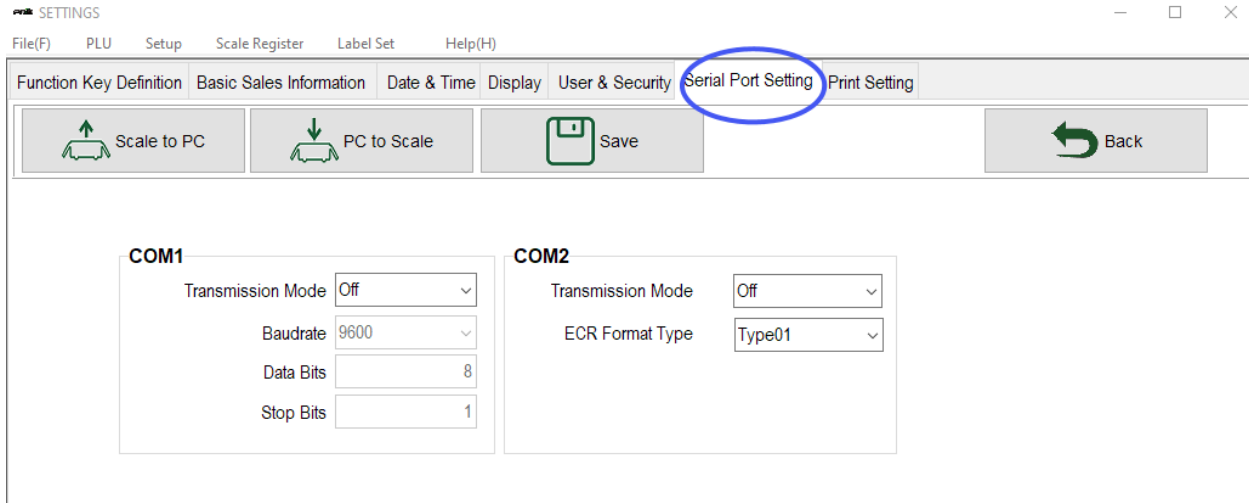 SETTINGS
File(F) PLU Setup Scale Register Label Set Help(H)
Function Key Definition Basic Sales Information Date & Time Display User & Security Serial Port Setting Print Setting
Scale to PC PC to Scale Save Back
COM1 COM2
Transmission Mode Off Transmission Mode Off
Baudrate 9600 ECR Format Type Type01
Data Bits 8
Stop Bits 1